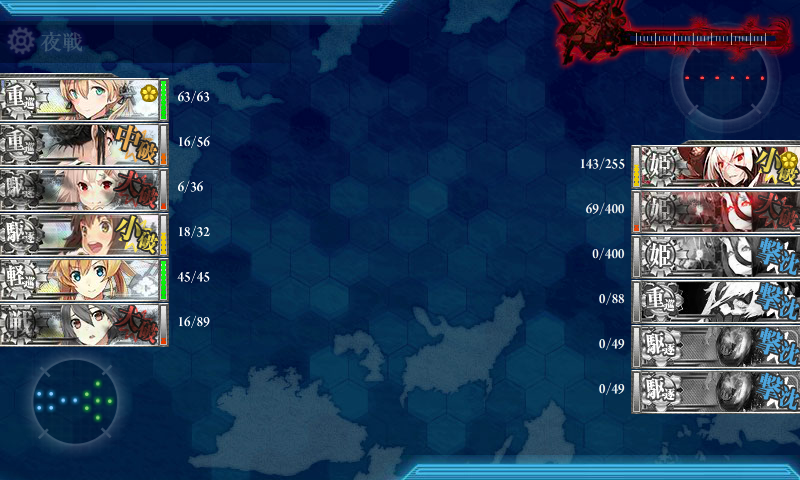 夜戦
重巡 63/63
重巡 中破 16/56
駆逐 大破 6/36
駆逐 小破 18/32
軽巡 45/45
戦 大破 16/89
143/255 姫 小破
69/400 姫 大破
0/400 姫 撃沈
0/88 重巡 撃沈
0/49 駆逐 撃沈
0/49 駆逐 撃沈